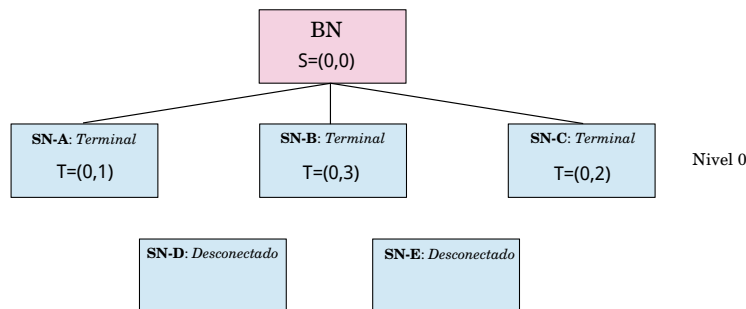 BN
S=(0,0)
SN-A: Terminal
T=(0,1)
SN-B: Terminal
T=(0,3)
SN-C: Terminal
T=(0,2)
Nivel 0
SN-D: Desconectado
SN-E: Desconectado